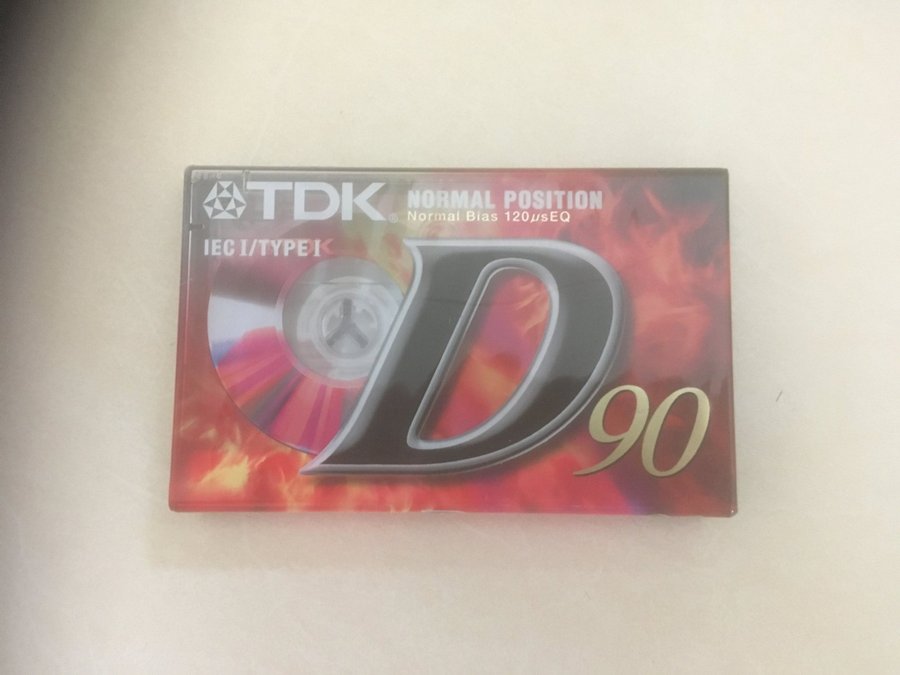 TDK®
NORMAL POSITION
Normal Bias 120µsEQ
IEC I/TYPE I
D
90